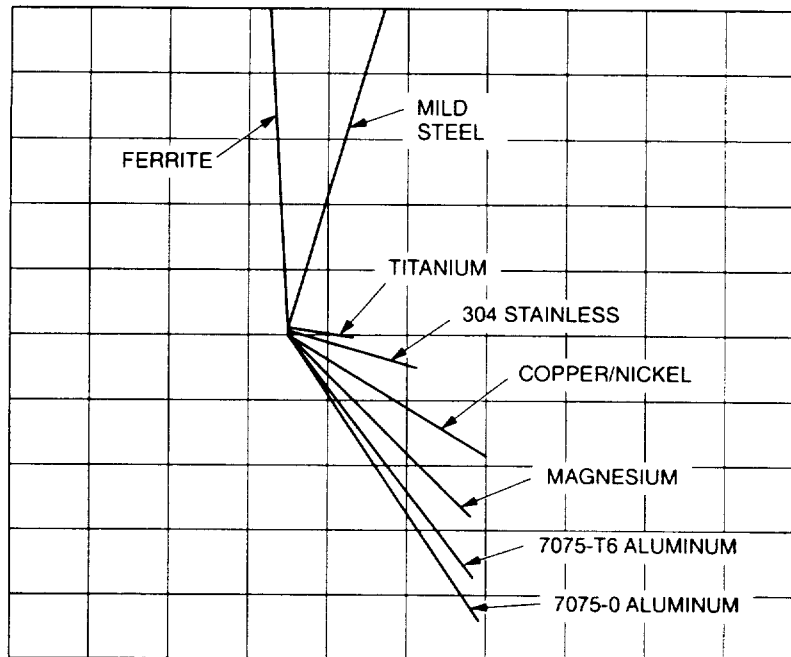 MILD
STEEL
FERRITE
TITANIUM
304 STAINLESS
COPPER/NICKEL
MAGNESIUM
7075-T6 ALUMINUM
7075-0 ALUMINUM